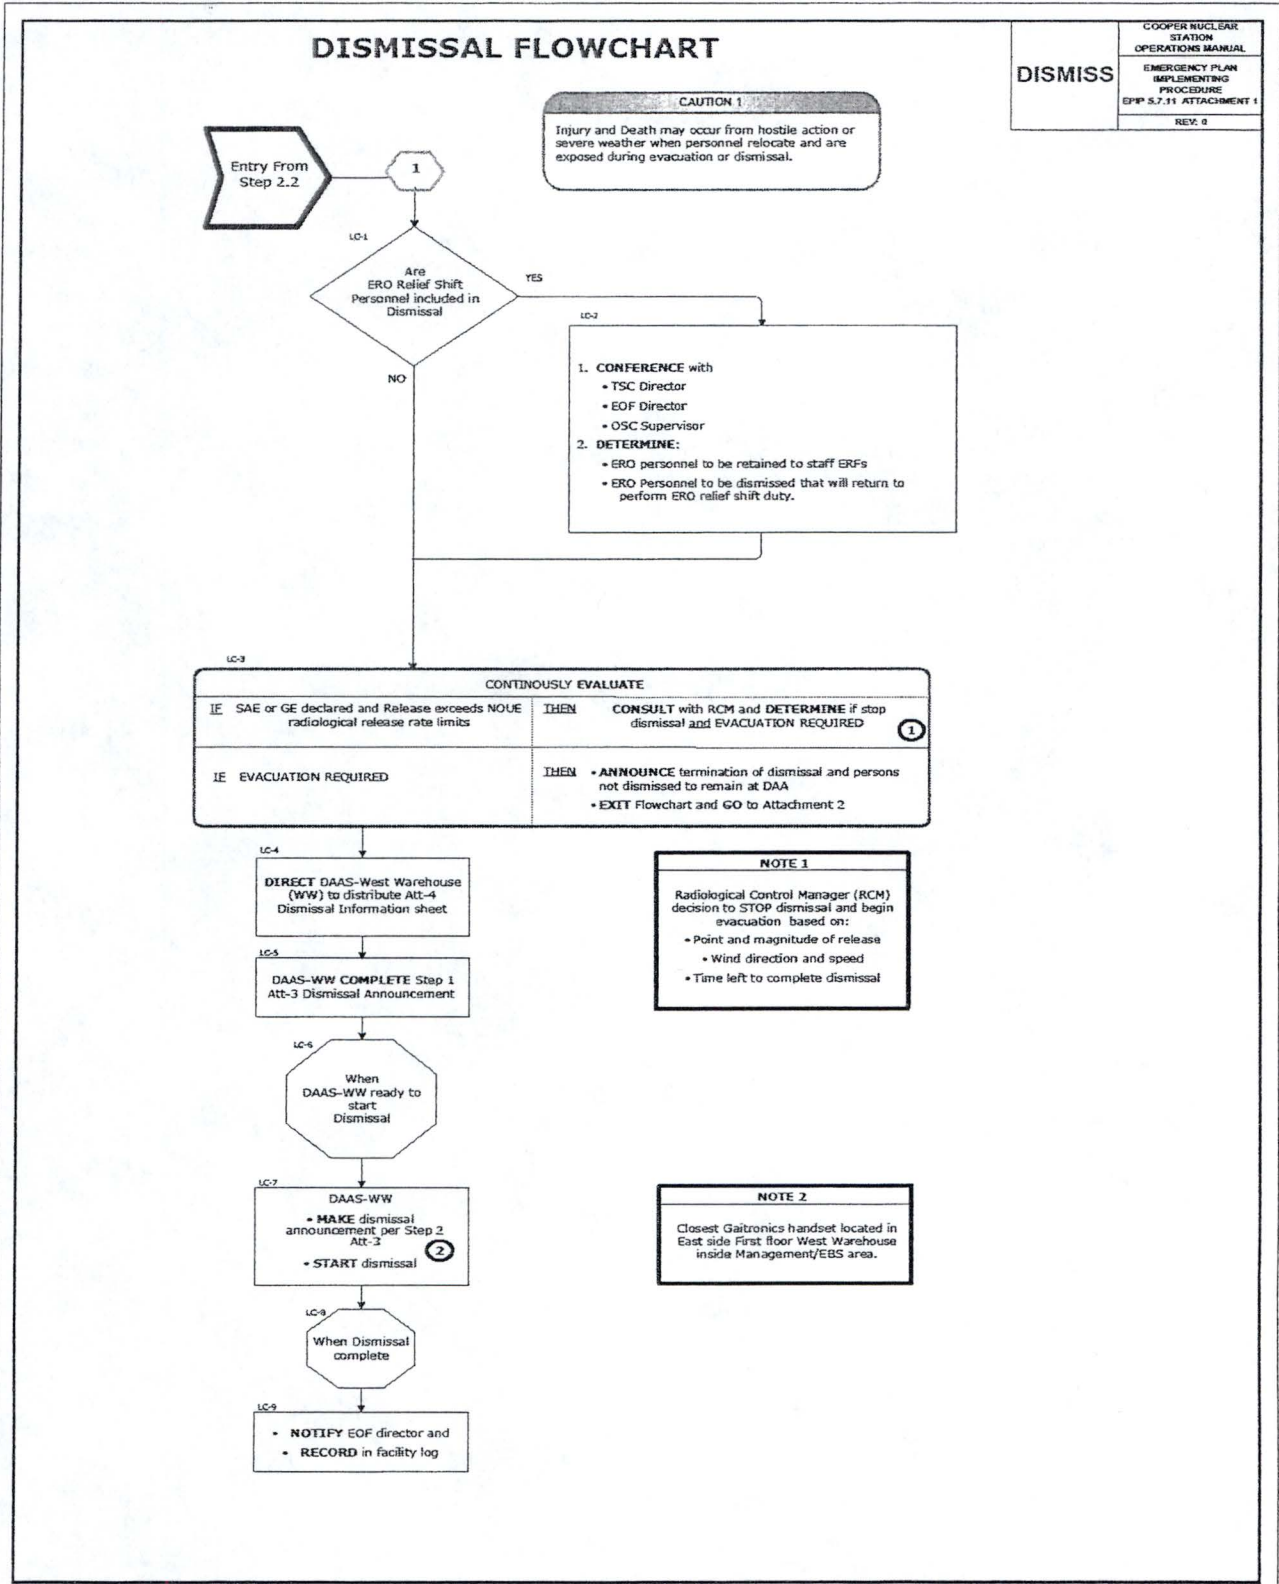 DISMISSAL FLOWCHART
DISMISS
COOPER NUCLEAR
STATION
OPERATIONS MANUAL
EMERGENCY PLAN
IMPLEMENTING
PROCEDURE
EPIP 5.7.11 ATTACHMENT 1
REV: 0
CAUTION 1
Injury and Death may occur from hostile action or
severe weather when personnel relocate and are
exposed during evacuation or dismissal.
Entry From
Step 2.2
1
LC-1
Are
ERO Relief Shift
Personnel included in
Dismissal
YES
NO
LC-2
1. CONFERENCE with
• TSC Director
• EOF Director
• OSC Supervisor
2. DETERMINE:
• ERO personnel to be retained to staff ERFs
• ERO Personnel to be dismissed that will return to
perform ERO relief shift duty.
LC-3
CONTINOUSLY EVALUATE
IF SAE or GE declared and Release exceeds NOUE
radiological release rate limits
THEN CONSULT with RCM and DETERMINE if stop
dismissal and EVACUATION REQUIRED
1
IF EVACUATION REQUIRED
THEN • ANNOUNCE termination of dismissal and persons
not dismissed to remain at DAA
• EXIT Flowchart and GO to Attachment 2
LC-4
DIRECT DAAS-West Warehouse
(WW) to distribute Att-4
Dismissal Information sheet
NOTE 1
Radiological Control Manager (RCM)
decision to STOP dismissal and begin
evacuation based on:
• Point and magnitude of release
• Wind direction and speed
• Time left to complete dismissal
LC-5
DAAS-WW COMPLETE Step 1
Att-3 Dismissal Announcement
LC-6
When
DAAS-WW ready to
start
Dismissal
LC-7
DAAS-WW
• MAKE dismissal
announcement per Step 2
Att-3
2
• START dismissal
NOTE 2
Closest Gaitronics handset located in
East side First floor West Warehouse
inside Management/EBS area.
LC-8
When Dismissal
complete
LC-9
• NOTIFY EOF director and
• RECORD in facility log